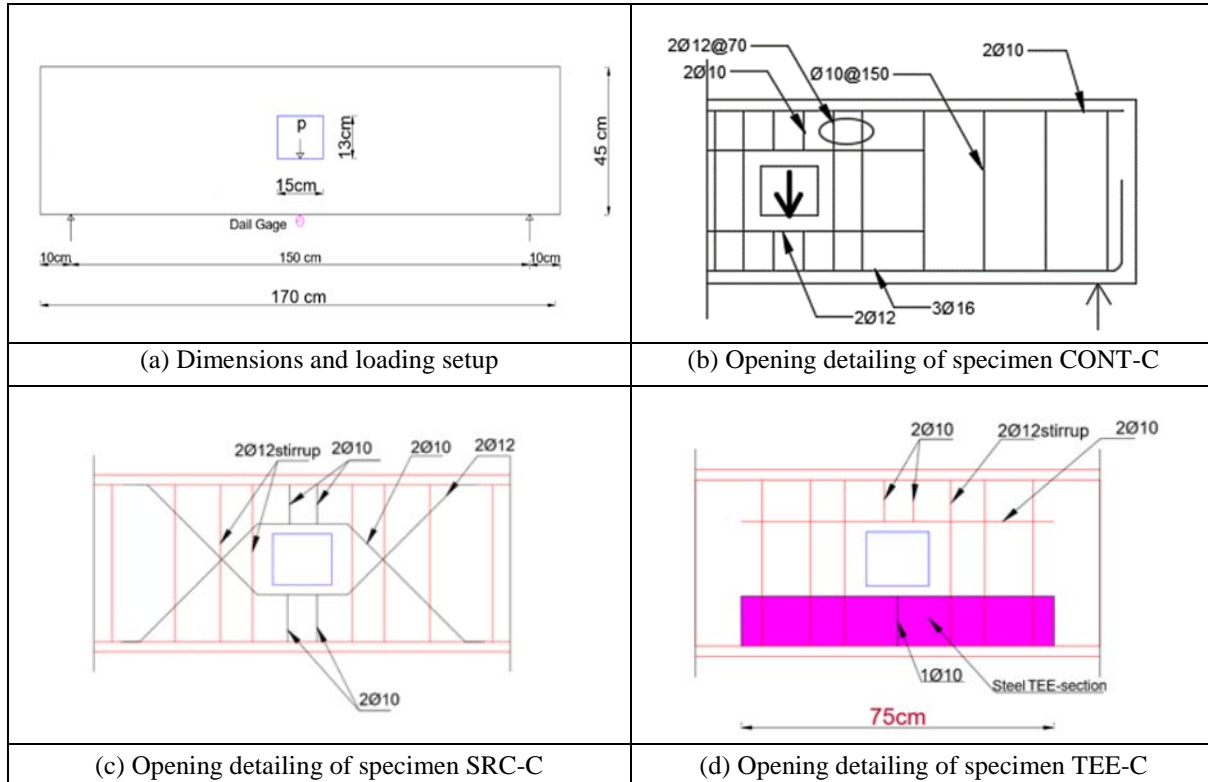 p
13cm
45 cm
15cm
Dail Gage
10cm
150 cm
10cm
170 cm
(a) Dimensions and loading setup
2Ø12@70
2Ø10
Ø10@150
2Ø10
3Ø16
2Ø12
(b) Opening detailing of specimen CONT-C
2Ø12stirrup
2Ø10
2Ø10
2Ø12
2Ø10
(c) Opening detailing of specimen SRC-C
2Ø10
2Ø12stirrup
2Ø10
1Ø10
Steel TEE-section
75cm
(d) Opening detailing of specimen TEE-C